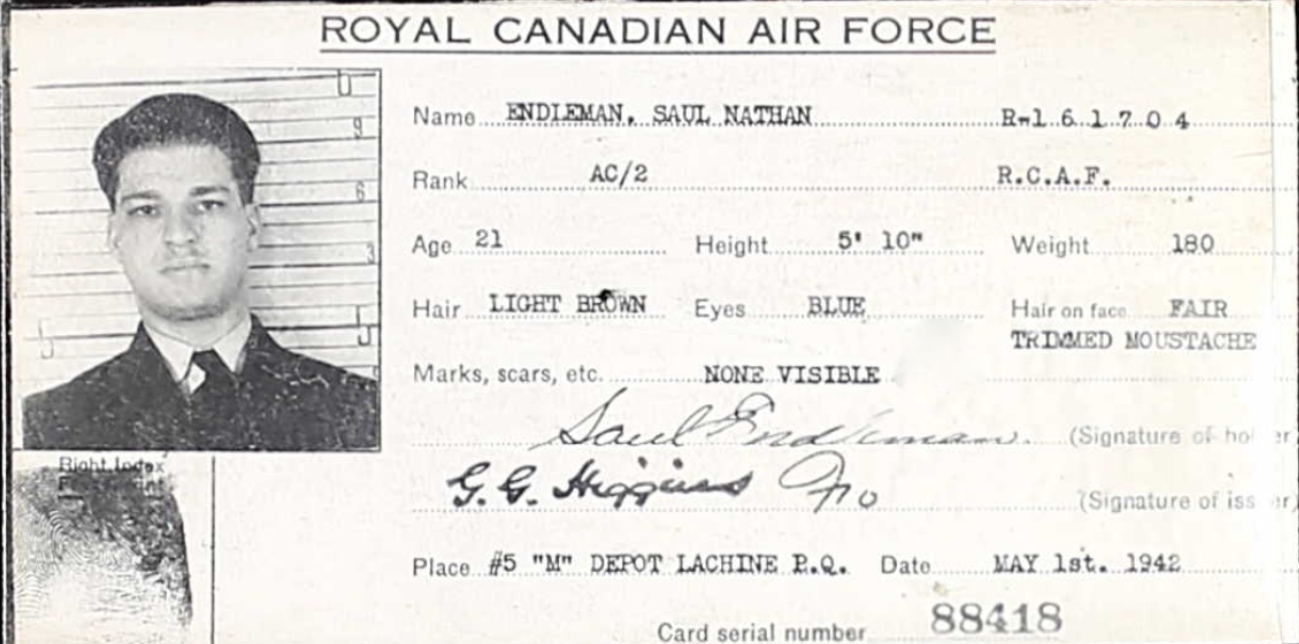 ROYAL CANADIAN AIR FORCE
Name ENDLEMAN, SAUL NATHAN R-161704
Rank AC/2 R.C.A.F.
Age 21 Height 5' 10" Weight 180
Hair LIGHT BROWN Eyes BLUE Hair on face FAIR
TRIMMED MOUSTACHE
Marks, scars, etc. NONE VISIBLE
Saul Endleman. (Signature of holder)
G.G. Higgins F/O (Signature of issuer)
Right Index
Place #5 "M" DEPOT LACHINE P.Q. Date MAY 1st. 1942
Card serial number 88418
9
6
3